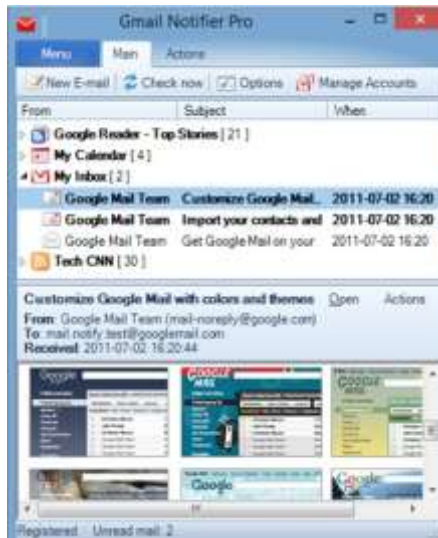 Gmail Notifier Pro
Menu Main Actions
New E-mail Check now Options Manage Accounts
From Subject When
Google Reader - Top Stories [ 21 ]
My Calendar [ 4 ]
My Inbox [ 2 ]
Google Mail Team Customize Google Mail... 2011-07-02 16:20
Google Mail Team Import your contacts and 2011-07-02 16:20
Google Mail Team Get Google Mail on your 2011-07-02 16:20
Tech CNN [ 30 ]
Customize Google Mail with colors and themes Open Actions
From: Google Mail Team (mail-noreply@google.com)
To: mail.notify.test@googlemail.com
Received: 2011-07-02 16:20:44
Google GOOGLE MAIL GOOGLE
Google Google Google
Registered Unread mail: 2